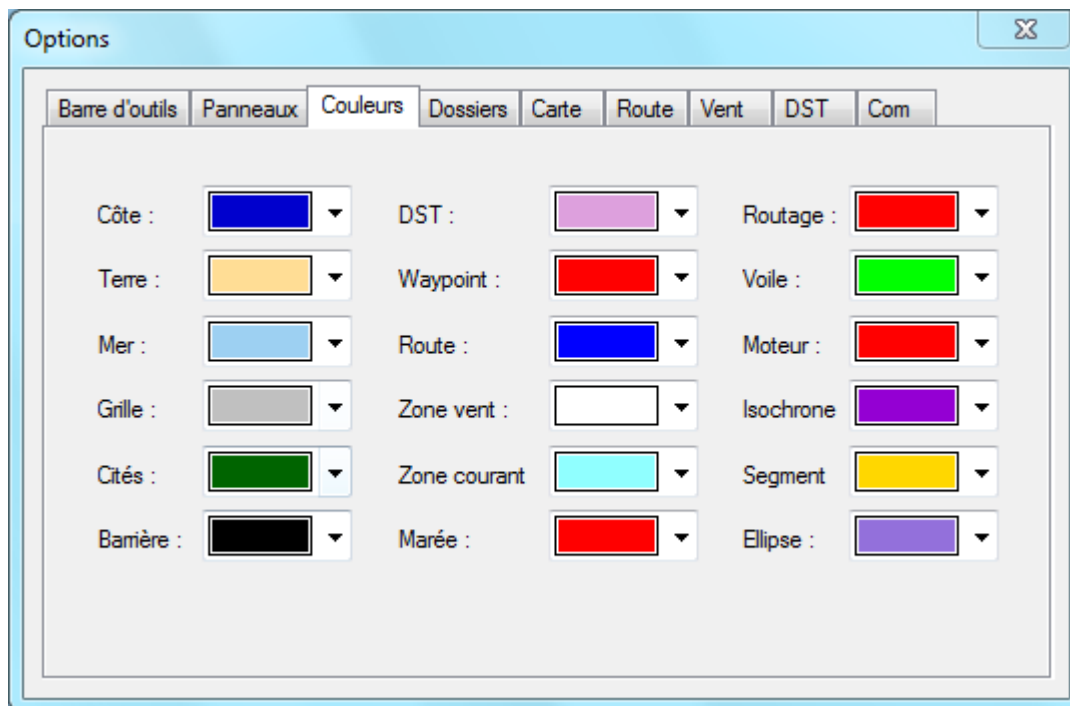 Options
Barre d'outils Panneaux Couleurs Dossiers Carte Route Vent DST Com
Côte : DST : Routage :
Terre : Waypoint : Voile :
Mer : Route : Moteur :
Grille : Zone vent : Isochrone
Cités : Zone courant Segment
Barrière : Marée : Ellipse :